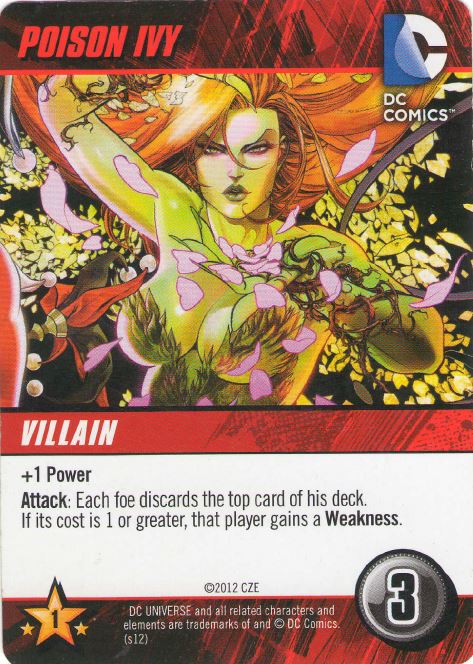 POISON IVY
DC
COMICS™
VILLAIN
+1 Power
Attack: Each foe discards the top card of his deck.
If its cost is 1 or greater, that player gains a Weakness.
©2012 CZE
1
DC UNIVERSE and all related characters and
elements are trademarks of and © DC Comics.
(s12)
3